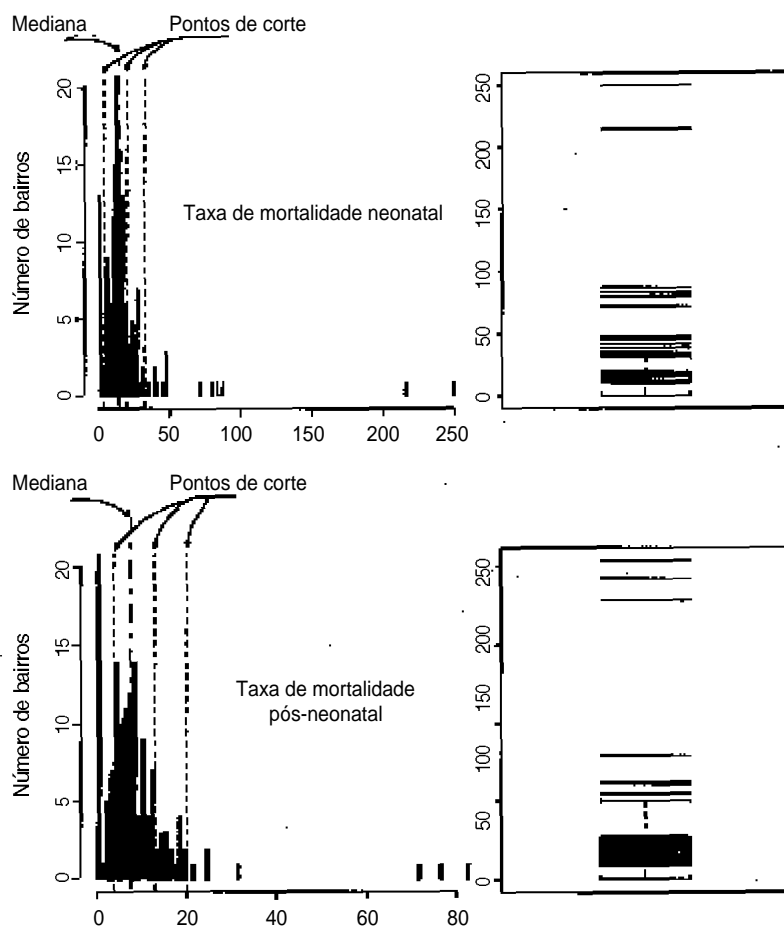 Mediana
Pontos de corte
Número de bairros
20
15
10
5
0
Taxa de mortalidade neonatal
0 50 100 150 200 250
250
200
150
100
50
0
Mediana
Pontos de corte
Número de bairros
20
15
10
5
0
Taxa de mortalidade
pós-neonatal
0 20 40 60 80
250
200
150
100
50
0